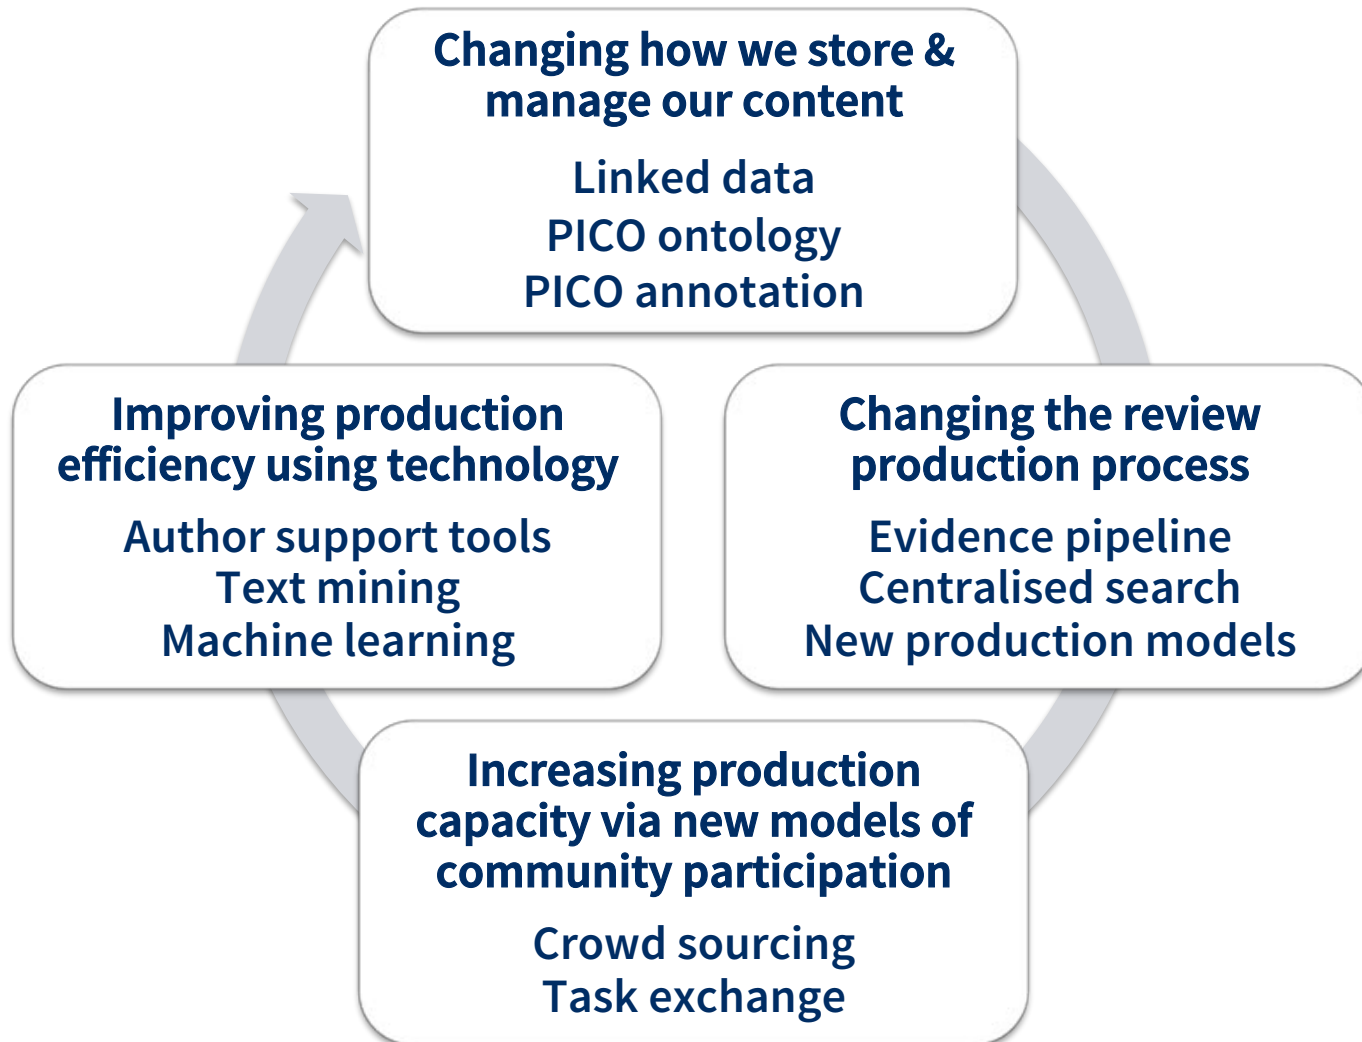 Changing how we store &
manage our content
Linked data
PICO ontology
PICO annotation
Improving production
efficiency using technology
Author support tools
Text mining
Machine learning
Changing the review
production process
Evidence pipeline
Centralised search
New production models
Increasing production
capacity via new models of
community participation
Crowd sourcing
Task exchange